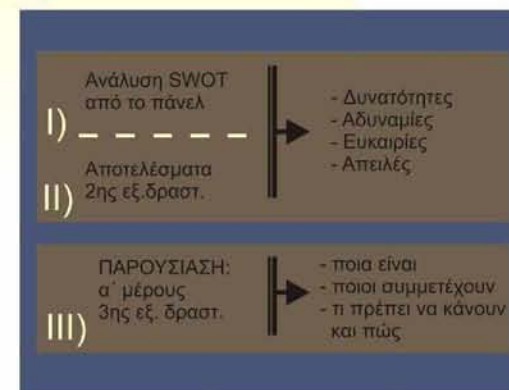 I)
Ανάλυση SWOT
από το πάνελ
II)
Αποτελέσματα
2ης εξ.δραστ.
- Δυνατότητες
- Αδυναμίες
- Ευκαιρίες
- Απειλές
III)
ΠΑΡΟΥΣΙΑΣΗ:
α΄ μέρους
3ης εξ. δραστ.
- ποια είναι
- πόιοι συμμετέχουν
- τι πρέπει να κάνουν
και πώς